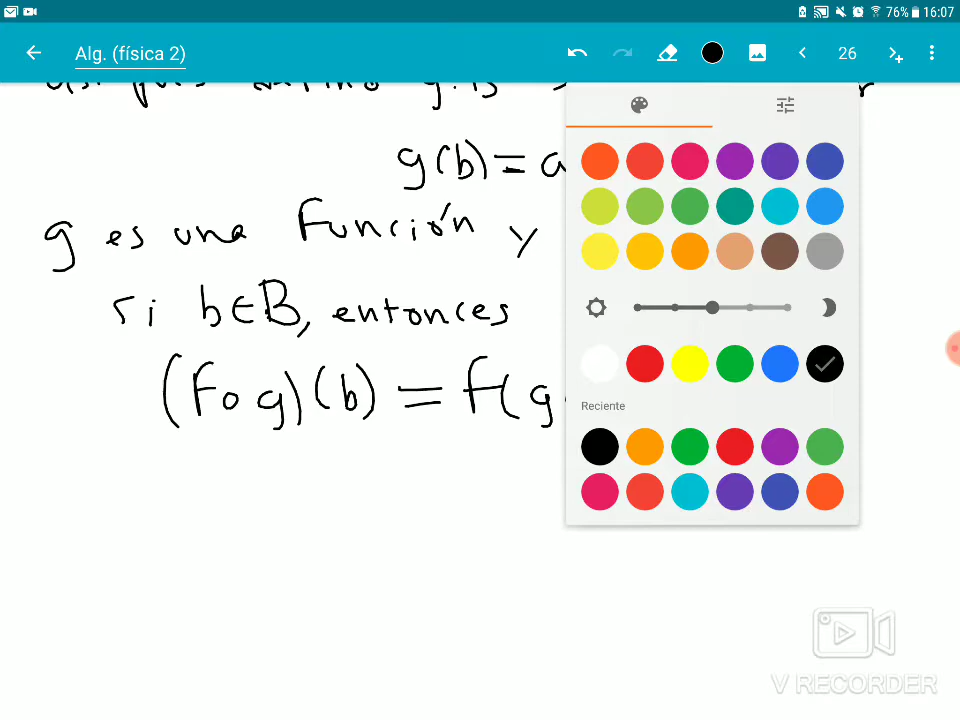 76% 16:07
Alg. (física 2) 26
g(b) = a
g es una Función y
si b∈B, entonces
(F∘g)(b) = F(g
Reciente
V RECORDER